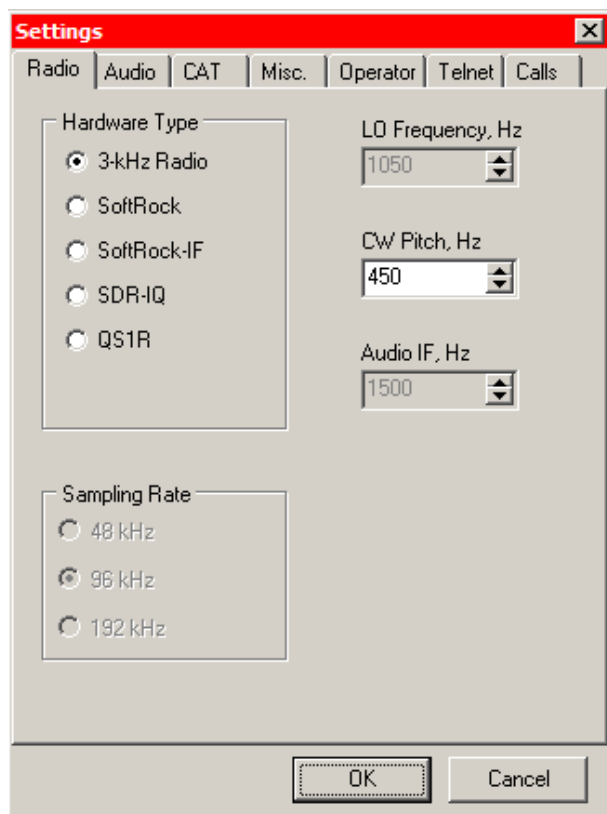 Settings
Radio Audio CAT Misc. Operator Telnet Calls
Hardware Type
3-kHz Radio
SoftRock
SoftRock-IF
SDR-IQ
QS1R
LO Frequency, Hz
1050
CW Pitch, Hz
450
Audio IF, Hz
1500
Sampling Rate
48 kHz
96 kHz
192 kHz
OK Cancel